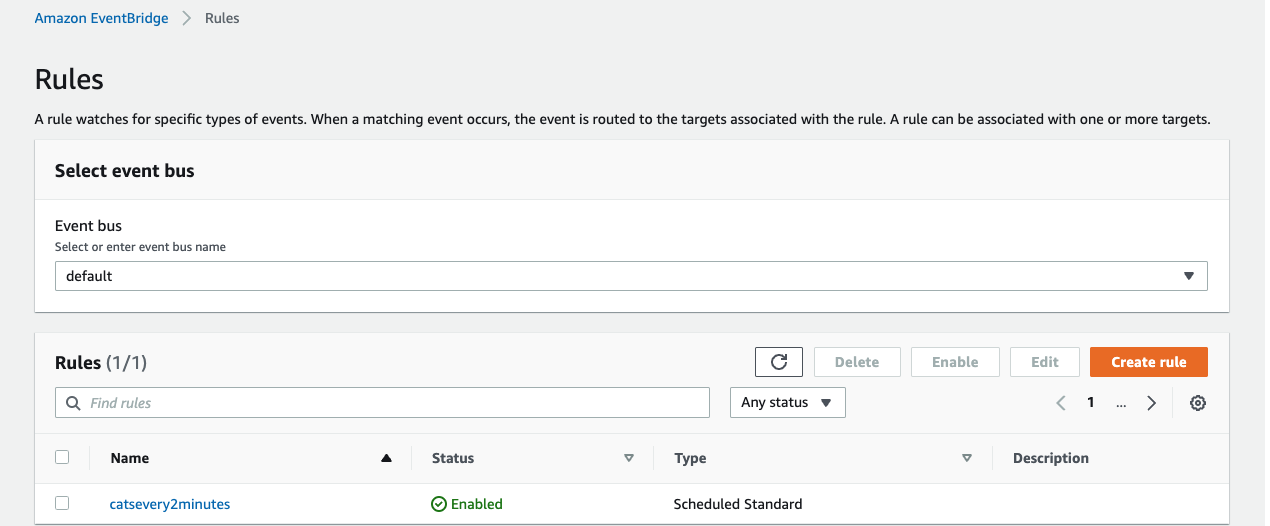 Amazon EventBridge > Rules
Rules
A rule watches for specific types of events. When a matching event occurs, the event is routed to the targets associated with the rule. A rule can be associated with one or more targets.
Select event bus
Event bus
Select or enter event bus name
default
Rules (1/1) Delete Enable Edit Create rule
Find rules Any status 1 ...
Name Status Type Description
catsevery2minutes Enabled Scheduled Standard